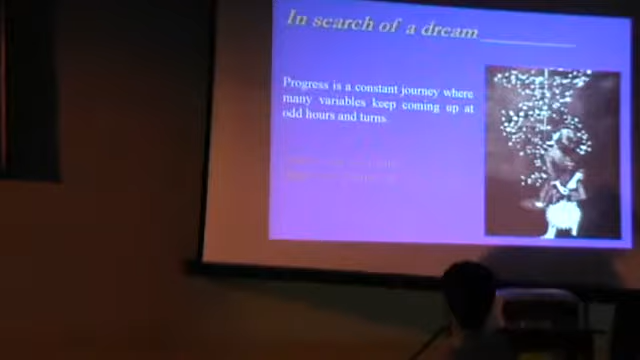 In search of a dream
Progress is a constant journey where
many variables keep coming up at
odd hours and turns.